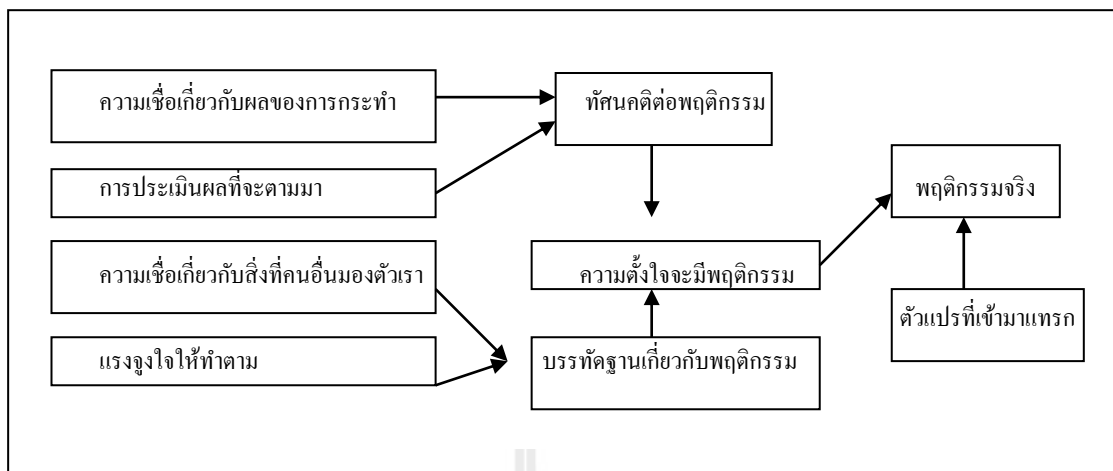 ความเชื่อเกี่ยวกับผลของการกระทำ
ทัศนคติต่อพฤติกรรม
การประเมินผลที่จะตามมา
พฤติกรรมจริง
ความเชื่อเกี่ยวกับสิ่งที่คนอื่นมองตัวเรา
ความตั้งใจจะมีพฤติกรรม
ตัวแปรที่เข้ามาแทรก
แรงจูงใจให้ทำตาม
บรรทัดฐานเกี่ยวกับพฤติกรรม